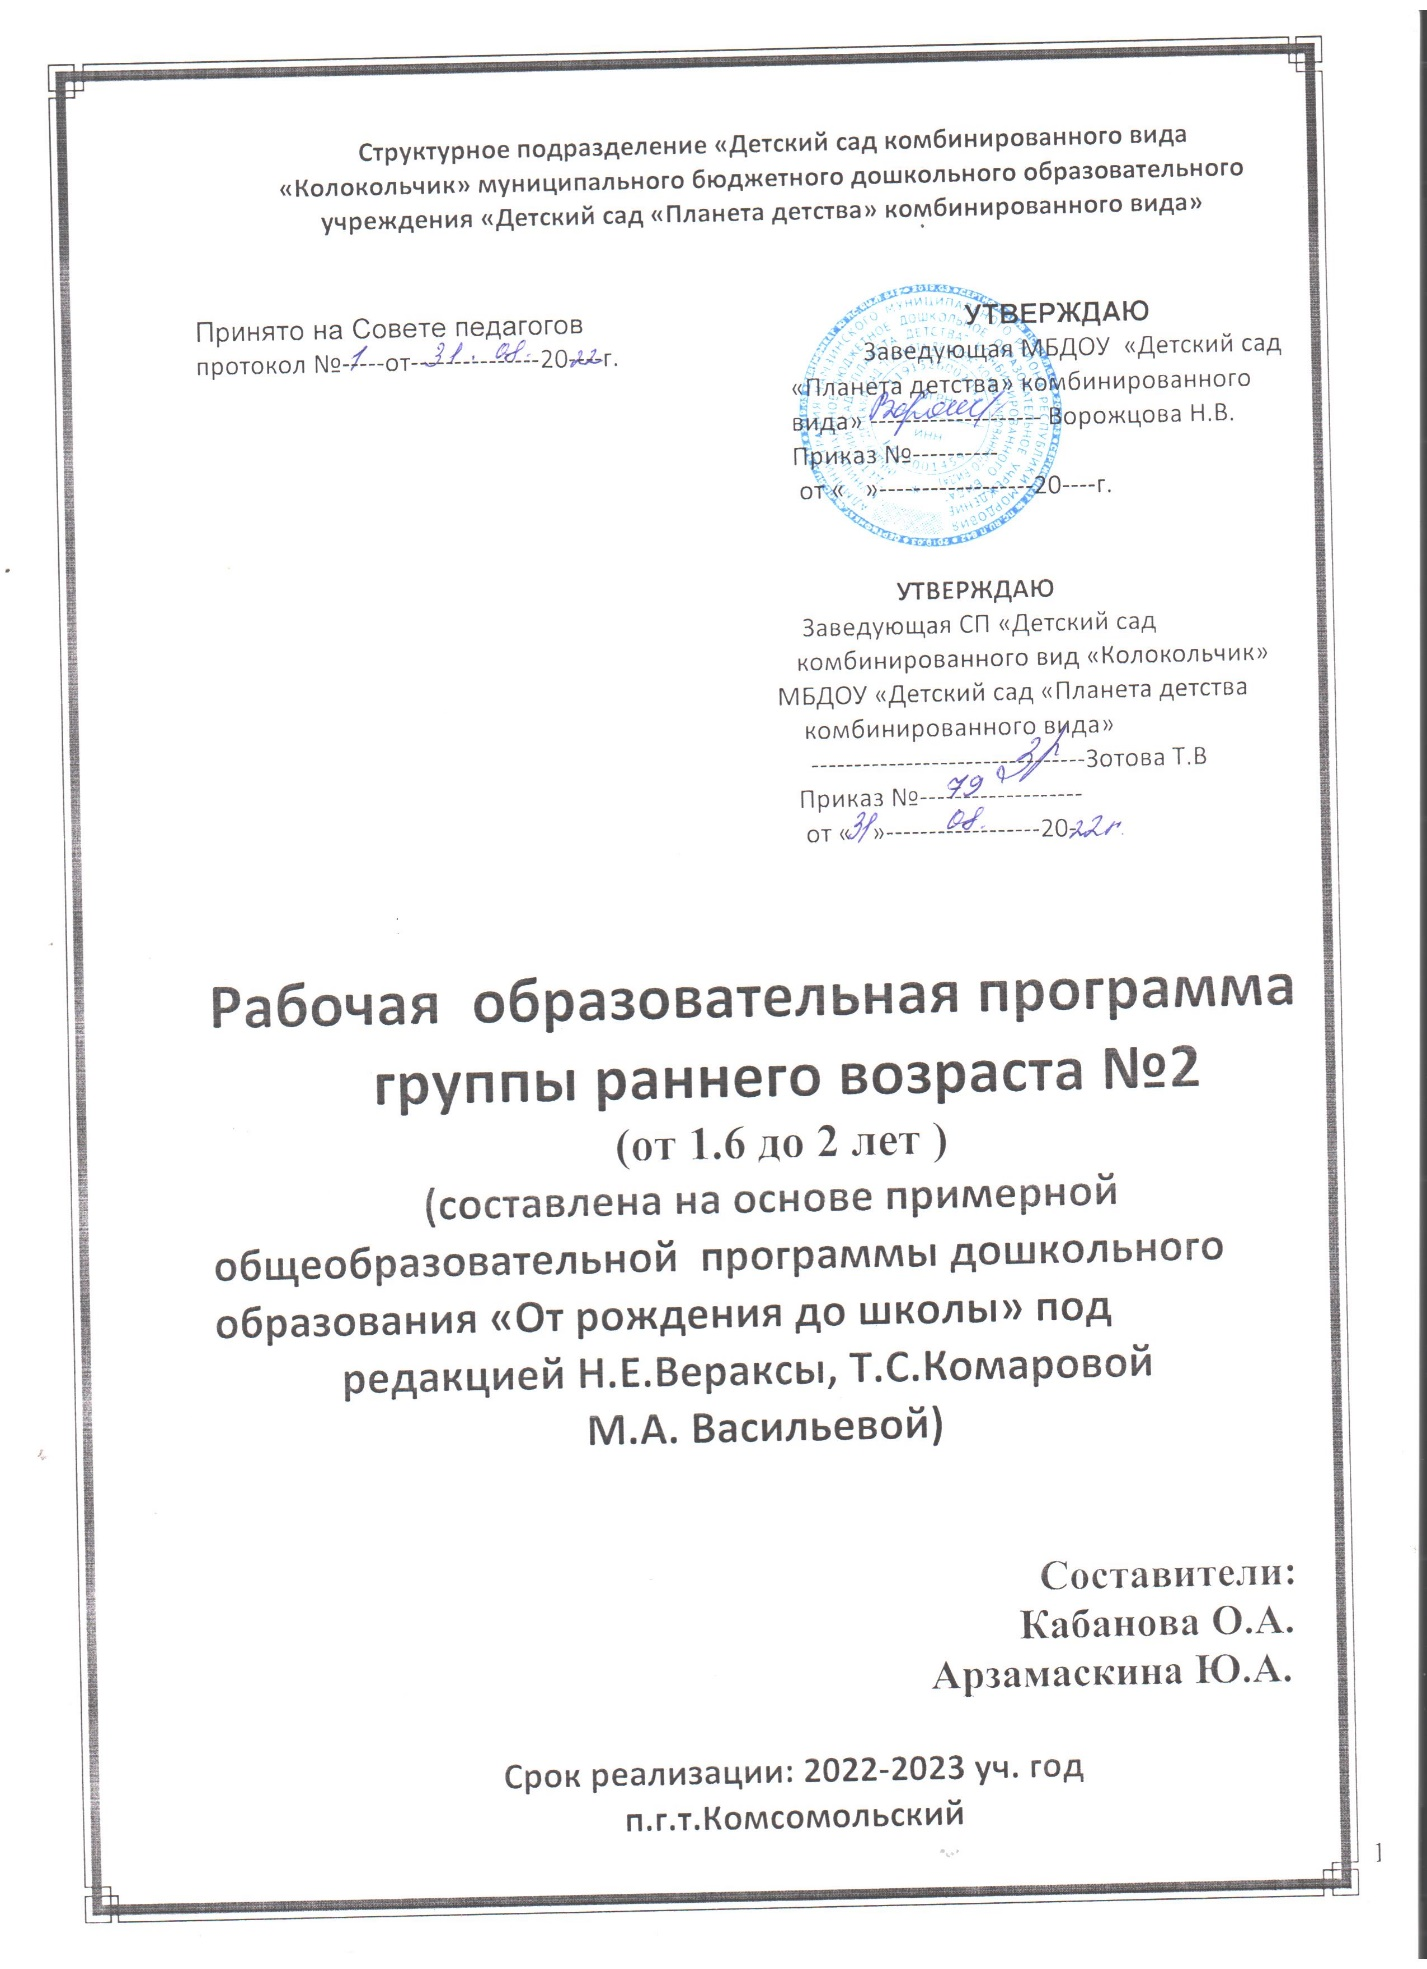 Структурное подразделение «Детский сад комбинированного вида
«Колокольчик» муниципального бюджетного дошкольного образовательного
учреждения «Детский сад «Планета детства» комбинированного вида»
Принято на Совете педагогов
протокол №-1---от--31.--08.------20-22-г.
УТВЕРЖДАЮ
Заведующая МБДОУ «Детский сад
«Планета детства» комбинированного
вида» --------------------- Ворожцова Н.В.
Приказ №----------
от « »------------------20----г.
УТВЕРЖДАЮ
Заведующая СП «Детский сад
комбинированного вид «Колокольчик»
МБДОУ «Детский сад «Планета детства
комбинированного вида»
--------------------------------Зотова Т.В
Приказ №----79-------------
от «31»-------08.---------20-22г.
Рабочая образовательная программа
группы раннего возраста №2
(от 1.6 до 2 лет )
(составлена на основе примерной
общеобразовательной программы дошкольного
образования «От рождения до школы» под
редакцией Н.Е.Вераксы, Т.С.Комаровой
М.А. Васильевой)
Составители:
Кабанова О.А.
Арзамаскина Ю.А.
Срок реализации: 2022-2023 уч. год
п.г.т.Комсомольский
1